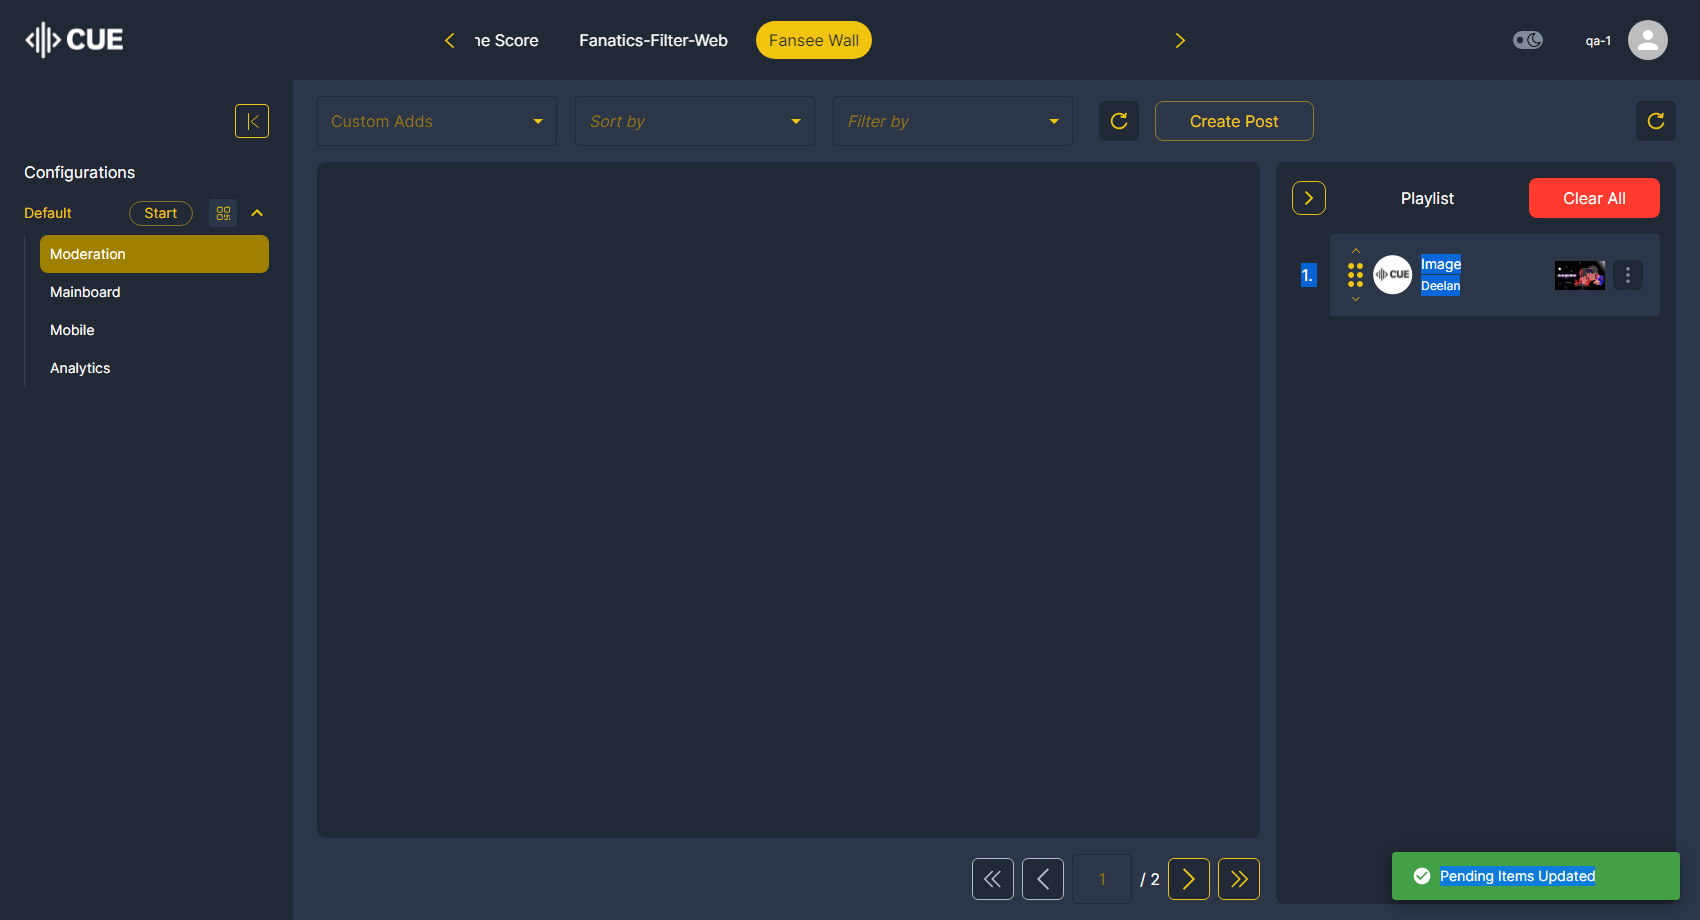 CUE
he Score
Fanatics-Filter-Web
Fansee Wall
qa-1
Custom Adds
Sort by
Filter by
Create Post
Configurations
Default
Start
Moderation
Mainboard
Mobile
Analytics
Playlist
Clear All
1.
CUE
Image
Deelan
1
/ 2
Pending Items Updated